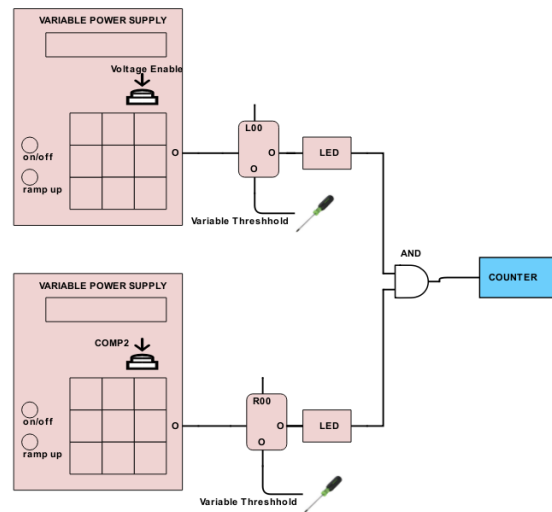 VARIABLE POWER SUPPLY
Voltage Enable
L00
O
O
O
LED
on/off
ramp up
Variable Threshhold
AND
COUNTER
VARIABLE POWER SUPPLY
COMP2
R00
O
O
O
LED
on/off
ramp up
Variable Threshhold